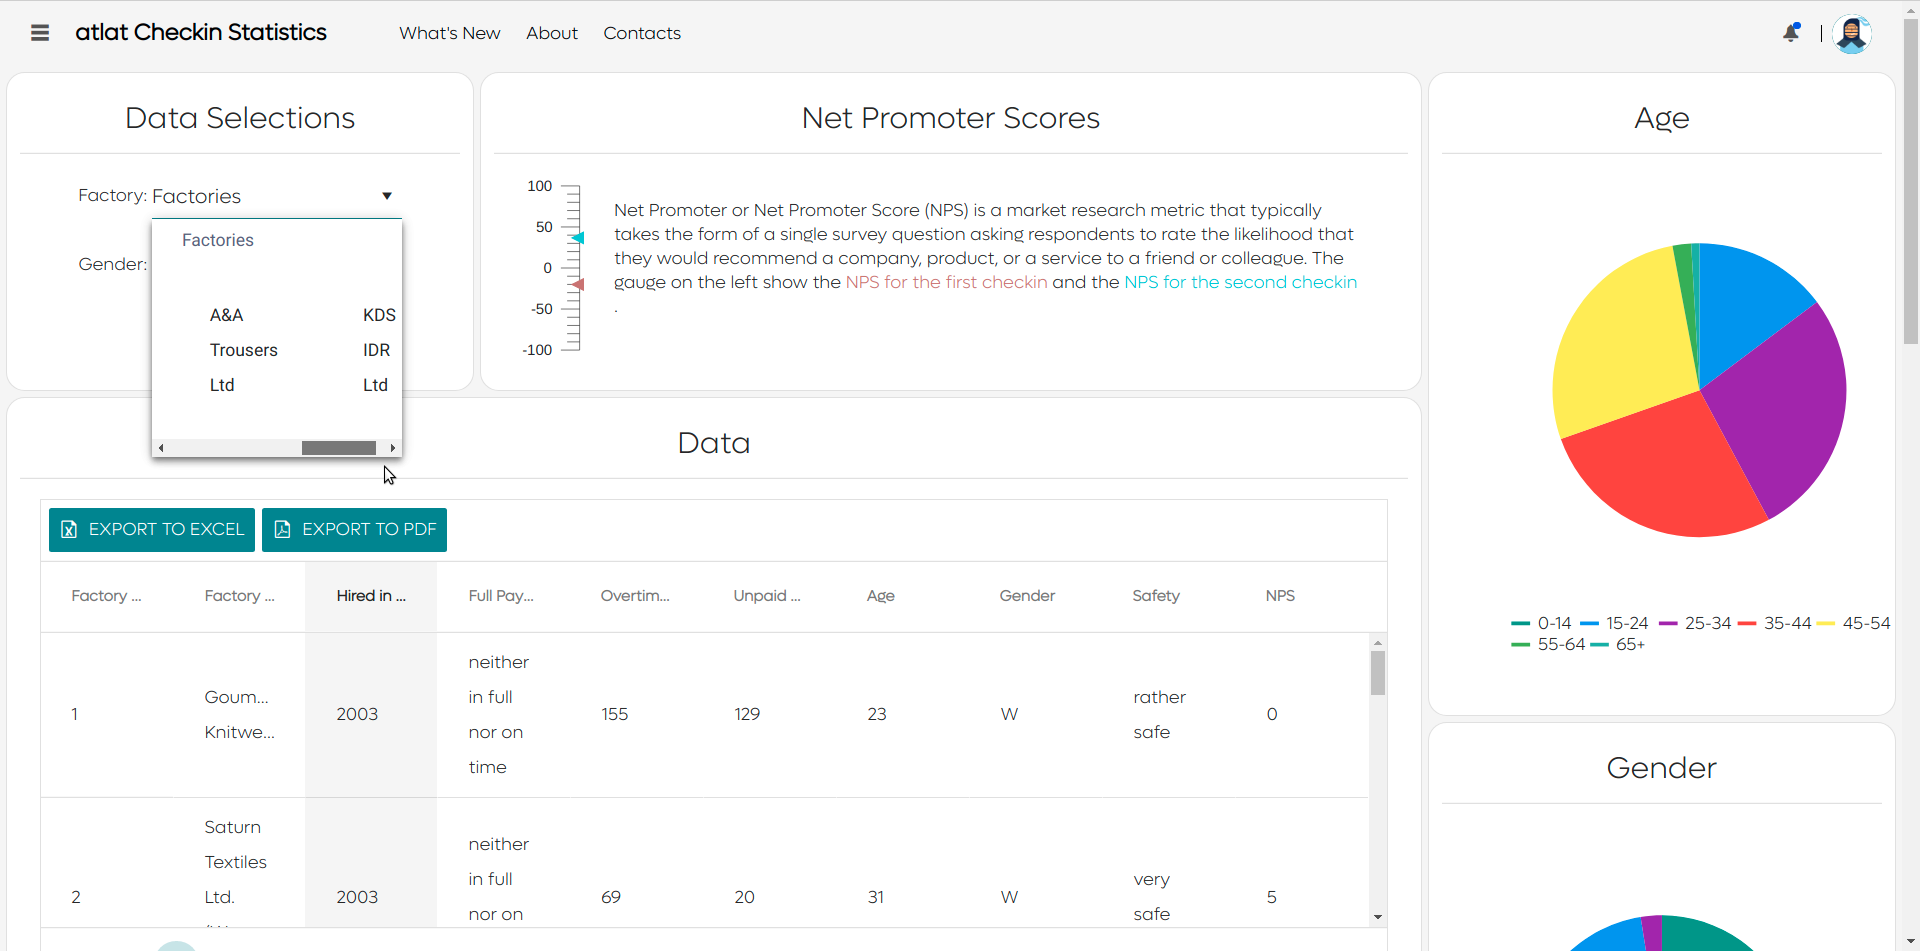 atlat Checkin Statistics
What's New
About
Contacts
Data Selections
Factory: Factories
Factories
Gender:
A&A
Trousers
Ltd
KDS
IDR
Ltd
Net Promoter Scores
100
50
0
-50
-100
Net Promoter or Net Promoter Score (NPS) is a market research metric that typically
takes the form of a single survey question asking respondents to rate the likelihood that
they would recommend a company, product, or a service to a friend or colleague. The
gauge on the left show the NPS for the first checkin and the NPS for the second checkin
.
Age
0-14 15-24 25-34 35-44 45-54
55-64 65+
Gender
Data
EXPORT TO EXCEL
EXPORT TO PDF
Factory ... Factory ... Hired in ... Full Pay... Overtim... Unpaid ... Age Gender Safety NPS
1
Goum...
Knitwe...
2003
neither
in full
nor on
time
155
129
23
W
rather
safe
0
2
Saturn
Textiles
Ltd.
2003
neither
in full
nor on
69
20
31
W
very
safe
5